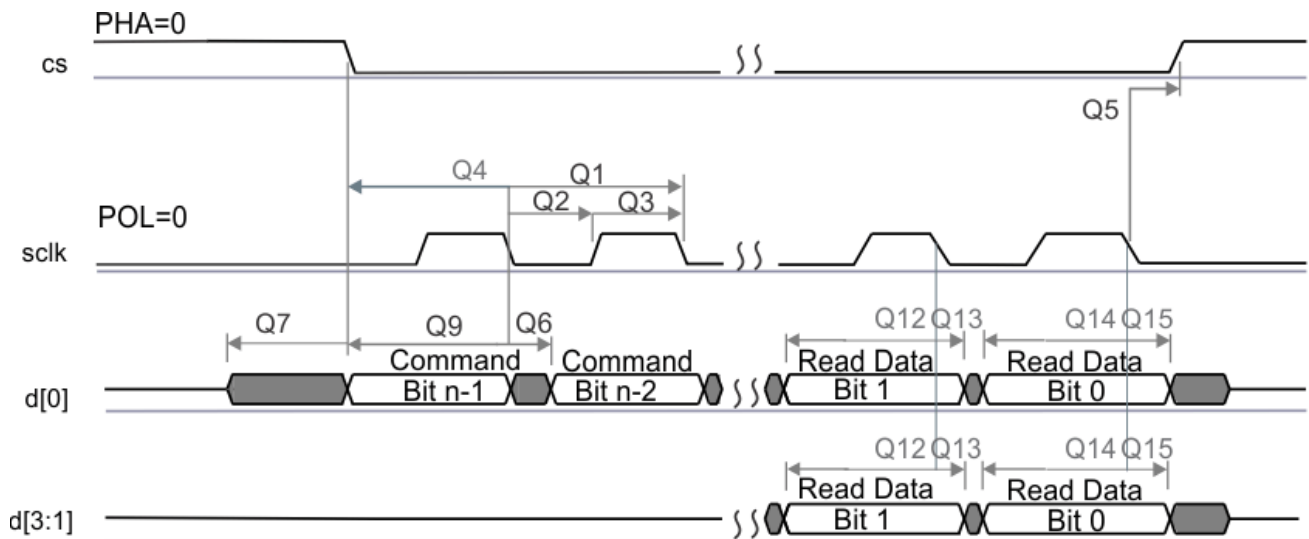 PHA=0
cs
Q5
Q4 Q1
Q2 Q3
POL=0
sclk
Q7 Q9 Q6 Q12 Q13 Q14 Q15
Command Command Read Data Read Data
d[0] Bit n-1 Bit n-2 Bit 1 Bit 0
Q12 Q13 Q14 Q15
Read Data Read Data
d[3:1] Bit 1 Bit 0